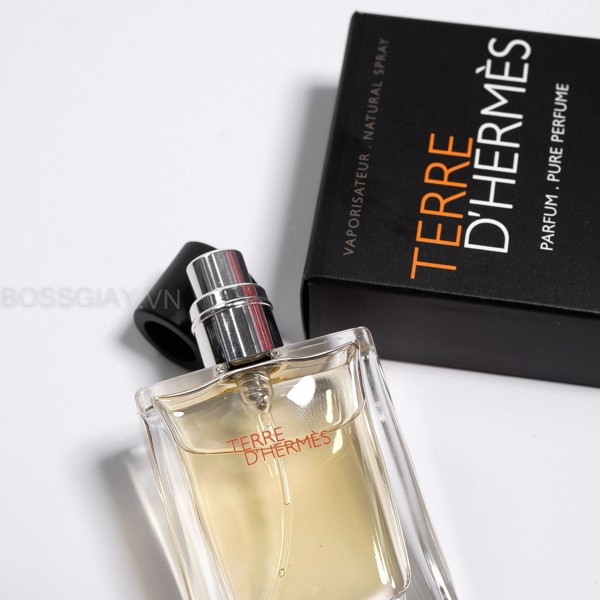 VAPORISATEUR . NATURAL SPRAY
TERRE
D'HERMÈS
PARFUM . PURE PERFUME
BOSSGIAY.VN
TERRE
D'HERMÈS